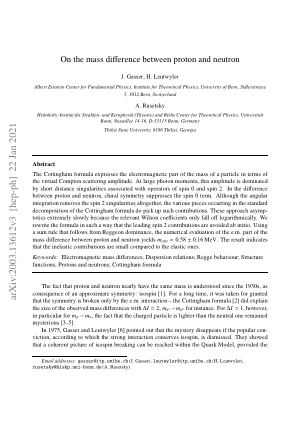 arXiv:2003.13612v3 [hep-ph] 22 Jan 2021
On the mass difference between proton and neutron
J. Gasser, H. Leutwyler
Albert Einstein Center for Fundamental Physics, Institute for Theoretical Physics, University of Bern, Sidlerstrasse
5, 3012 Bern, Switzerland
A. Rusetsky
Helmholtz-Institut für Strahlen- und Kernphysik (Theorie) and Bethe Center for Theoretical Physics, Universität
Bonn, Nussallee 14-16, D-53115 Bonn, Germany
Tbilisi State University, 0186 Tbilisi, Georgia
Abstract
The Cottingham formula expresses the electromagnetic part of the mass of a particle in terms of
the virtual Compton scattering amplitude. At large photon momenta, this amplitude is dominated
by short distance singularities associated with operators of spin 0 and spin 2. In the difference
between proton and neutron, chiral symmetry suppresses the spin 0 term. Although the angular
integration removes the spin 2 singularities altogether, the various pieces occurring in the standard
decomposition of the Cottingham formula do pick up such contributions. These approach asymp-
totics extremely slowly because the relevant Wilson coefficients only fall off logarithmically. We
rewrite the formula in such a way that the leading spin 2 contributions are avoided ab initio. Using
a sum rule that follows from Reggeon dominance, the numerical evaluation of the e.m. part of the
mass difference between proton and neutron yields mQED = 0.58 ± 0.16 MeV. The result indicates
that the inelastic contributions are small compared to the elastic ones.
Keywords: Electromagnetic mass differences; Dispersion relations; Regge behaviour; Structure
functions; Protons and neutrons; Cottingham formula
The fact that proton and neutron nearly have the same mass is understood since the 1930s, as
consequence of an approximate symmetry: isospin [1]. For a long time, it was taken for granted
that the symmetry is broken only by the e.m. interaction – the Cottingham formula [2] did explain
the size of the observed mass differences with ΔI = 2, for instance. For ΔI = 1, however,
in particular for the fact that the charged particle is lighter than the neutral one remained
mysterious [3–5].
In 1975, Gasser and Leutwyler [6] pointed out that the mystery disappears if the popular con-
viction, according to which the strong interaction conserves isospin, is dismissed. They showed
that a coherent picture of isospin breaking can be reached within the Quark Model, provided the
Email addresses: gasser@itp.unibe.ch (J. Gasser), leutwyler@itp.unibe.ch (H. Leutwyler),
rusetsky@hiskp.uni-bonn.de (A. Rusetsky)